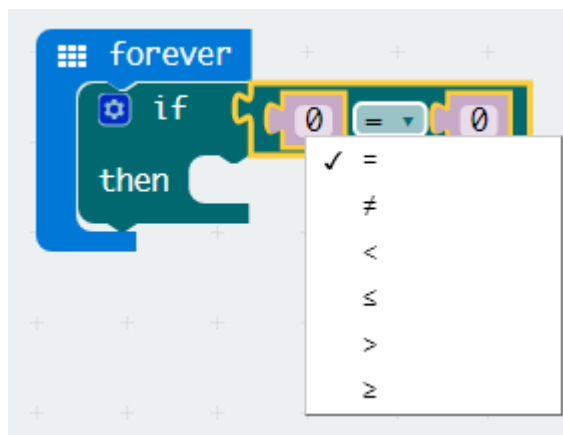 forever
if 0 = ▾ 0
then
✓ =
≠
<
≤
>
≥